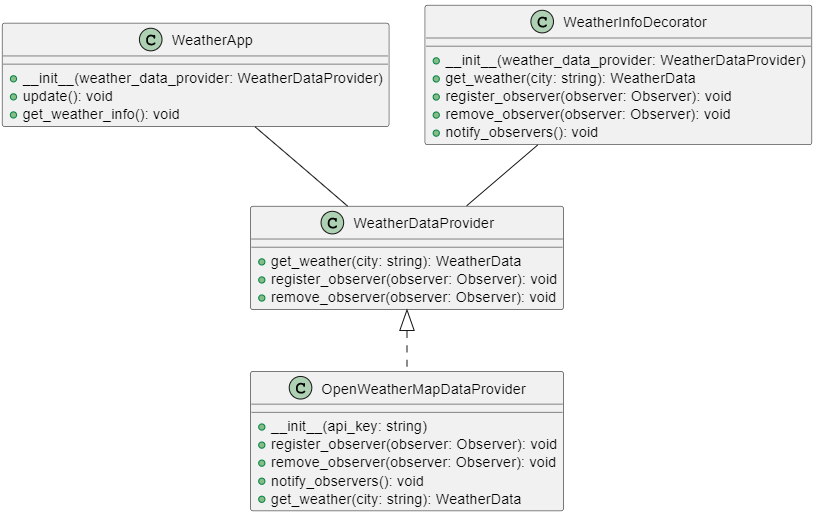 C WeatherApp
__init__(weather_data_provider: WeatherDataProvider)
update(): void
get_weather_info(): void
C WeatherInfoDecorator
__init__(weather_data_provider: WeatherDataProvider)
get_weather(city: string): WeatherData
register_observer(observer: Observer): void
remove_observer(observer: Observer): void
notify_observers(): void
C WeatherDataProvider
get_weather(city: string): WeatherData
register_observer(observer: Observer): void
remove_observer(observer: Observer): void
C OpenWeatherMapDataProvider
__init__(api_key: string)
register_observer(observer: Observer): void
remove_observer(observer: Observer): void
notify_observers(): void
get_weather(city: string): WeatherData